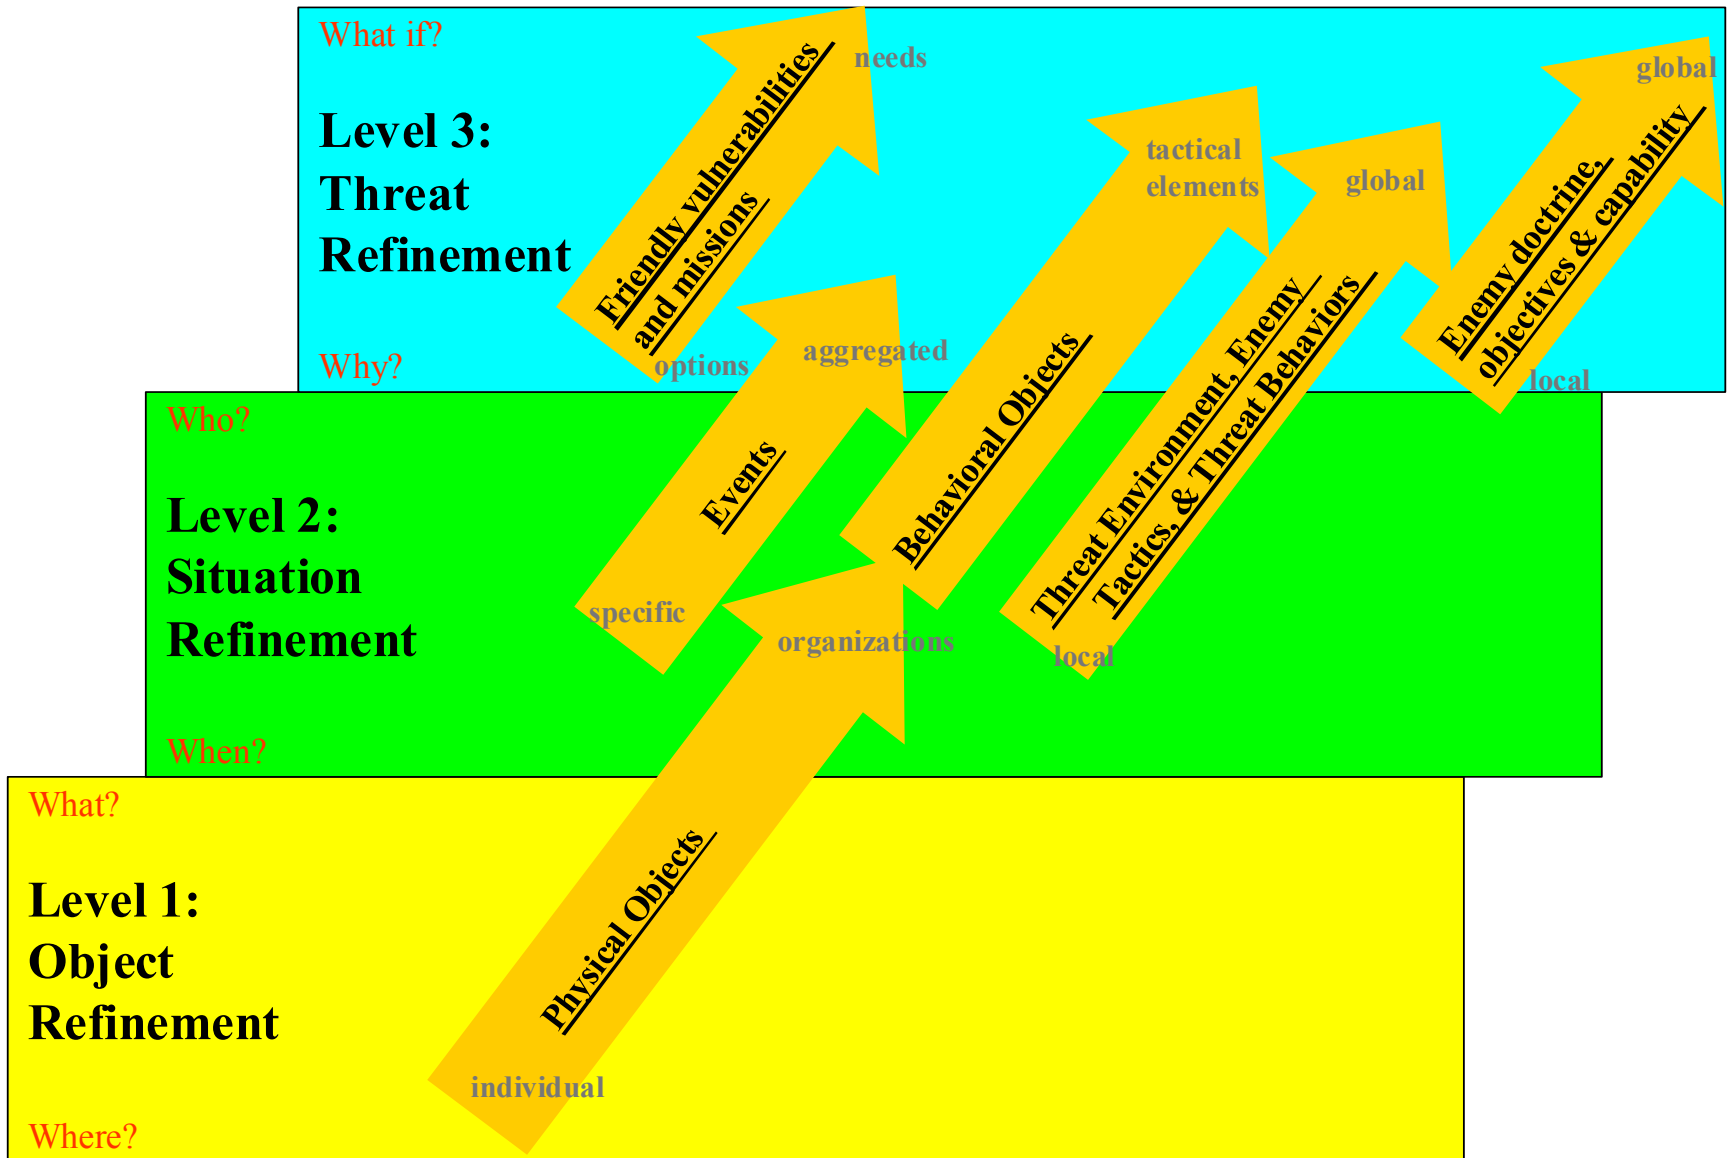 What if?
Level 3:
Threat
Refinement
Why?
needs
Friendly vulnerabilities
and missions
options
tactical
elements
global
global
Enemy doctrine,
objectives & capability
local
Who?
Level 2:
Situation
Refinement
When?
aggregated
Events
specific
Behavioral Objects
Threat Environment, Enemy
Tactics, & Threat Behaviors
local
organizations
What?
Level 1:
Object
Refinement
Where?
Physical Objects
individual